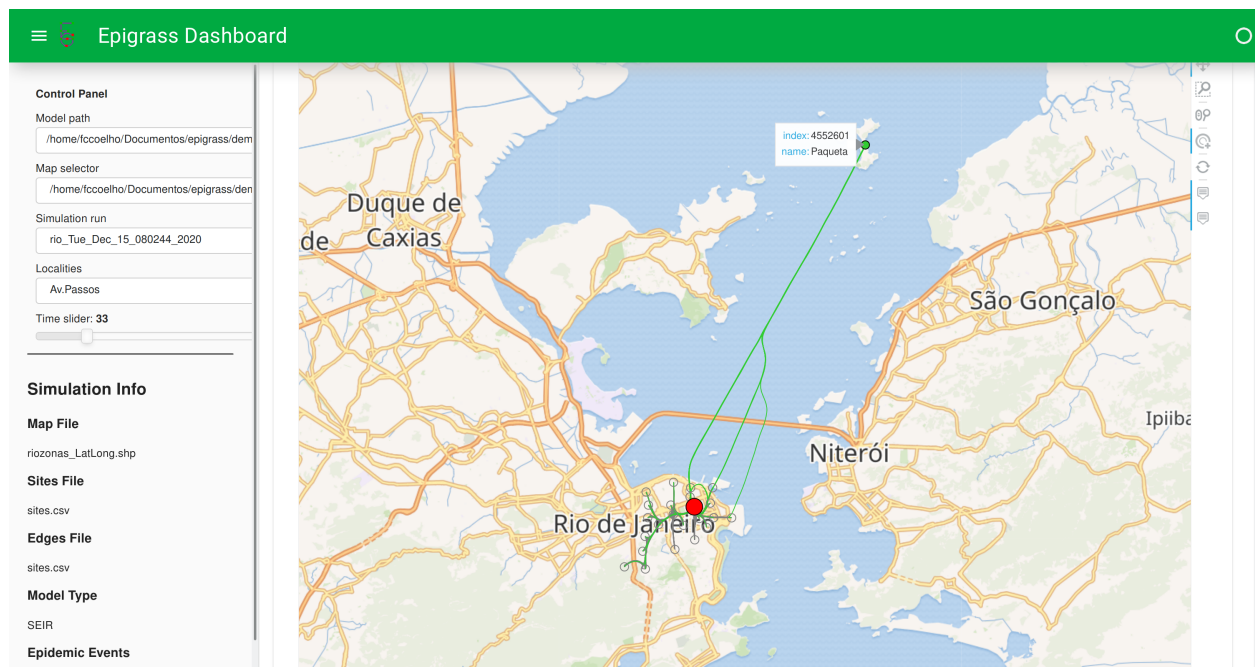 Epigrass Dashboard
Control Panel
Model path
/home/fccoelho/Documentos/epigrass/dem
Map selector
/home/fccoelho/Documentos/epigrass/dem
Simulation run
rio_Tue_Dec_15_080244_2020
Localities
Av.Passos
Time slider: 33
Simulation Info
Map File
riozonas_LatLong.shp
Sites File
sites.csv
Edges File
sites.csv
Model Type
SEIR
Epidemic Events
index: 4552601
name: Paqueta
Duque de
Caxias
de
São Gonçalo
Ipiíba
Niterói
Rio de Janeiro